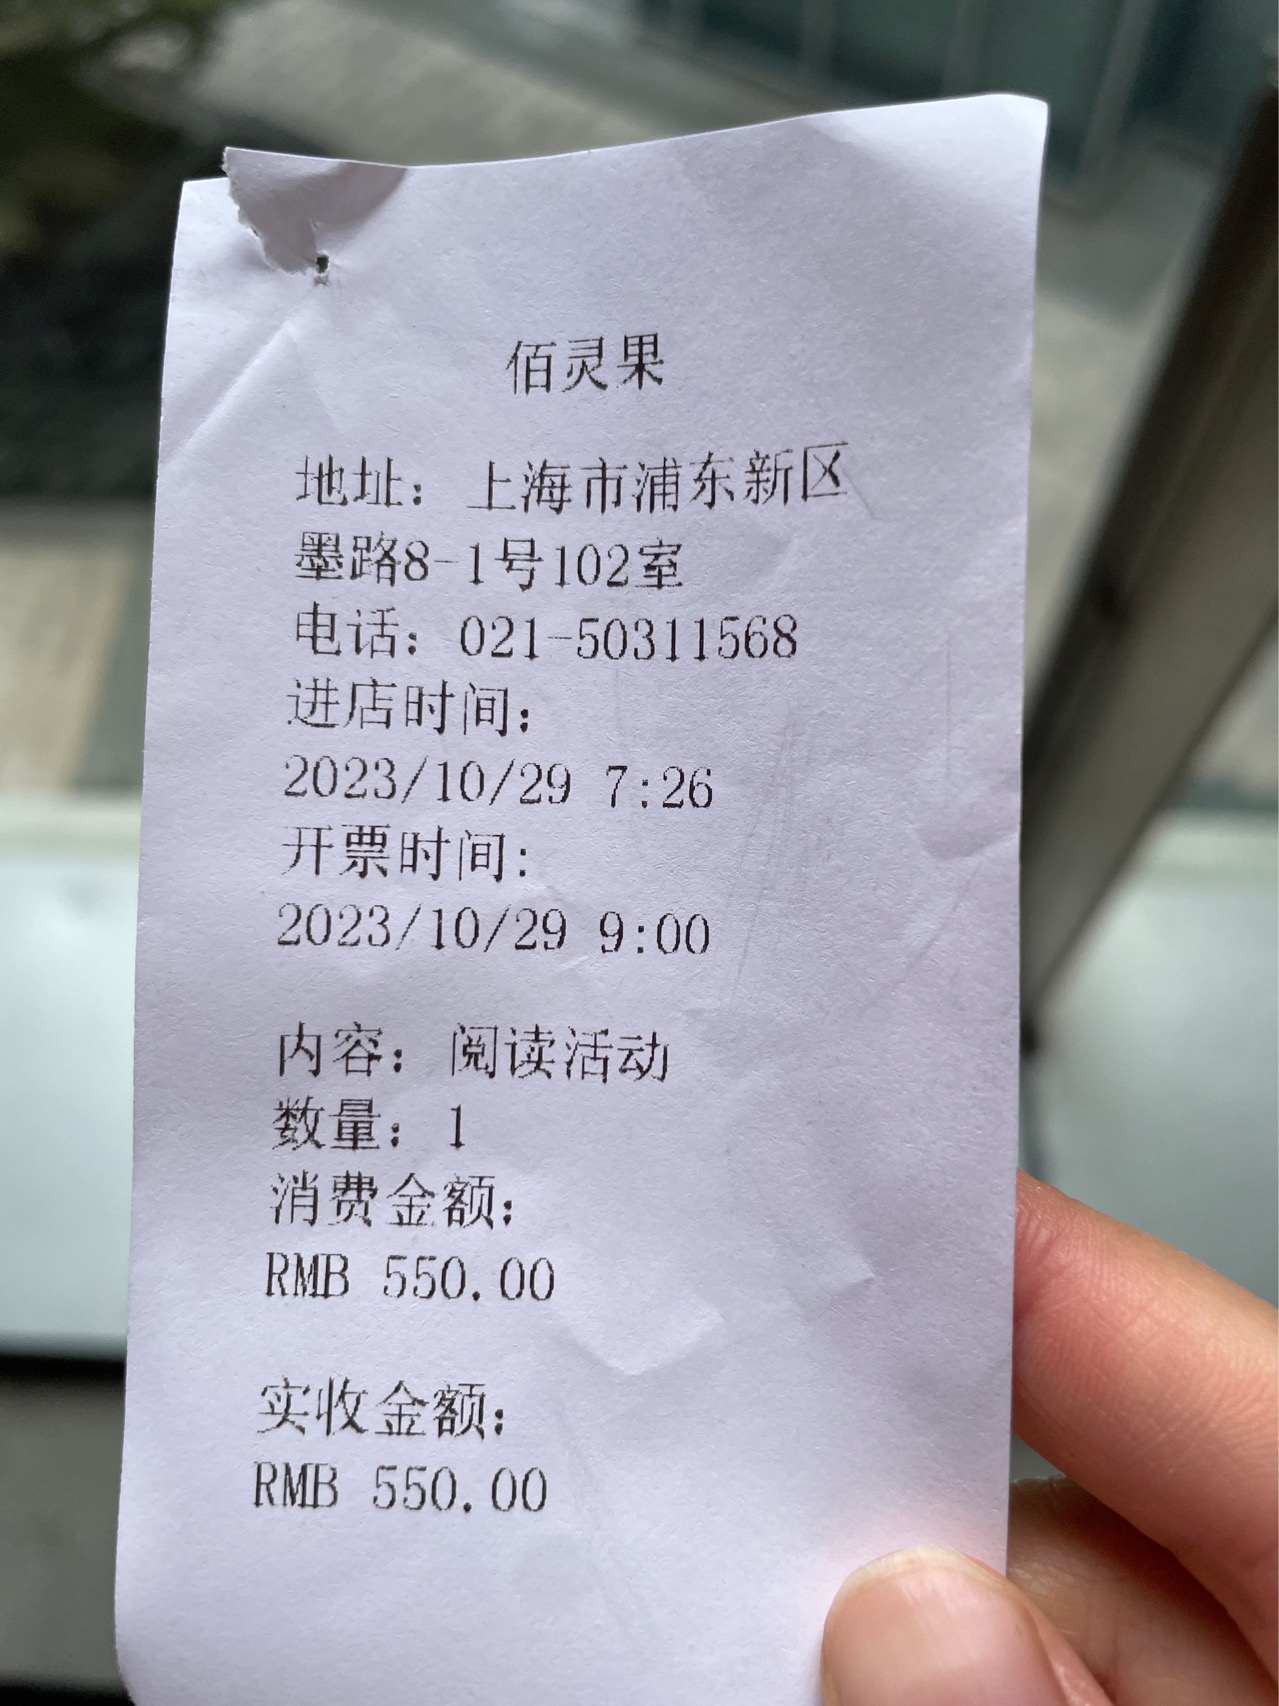 佰灵果
地址：上海市浦东新区
墨路8-1号102室
电话：021-50311568
进店时间：
2023/10/29 7:26
开票时间：
2023/10/29 9:00
内容：阅读活动
数量：1
消费金额：
RMB 550.00
实收金额：
RMB 550.00